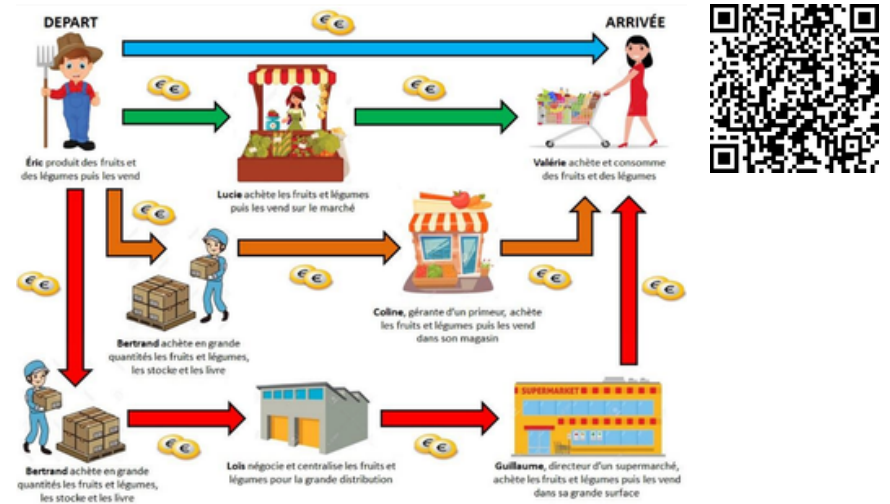 DEPART
ARRIVÉE
Éric produit des fruits et
des légumes puis les vend
Lucie achète les fruits et légumes
puis les vend sur le marché
Valérie achète et consomme
des fruits et des légumes
Bertrand achète en grande
quantités les fruits et légumes,
les stocke et les livre
Coline, gérante d'un primeur, achète
les fruits et légumes puis les vend
dans son magasin
SUPERMARKET
Bertrand achète en grande
quantités les fruits et légumes,
les stocke et les livre
Loïs négocie et centralise les fruits et
légumes pour la grande distribution
Guillaume, directeur d'un supermarché,
achète les fruits et légumes puis les vend
dans sa grande surface